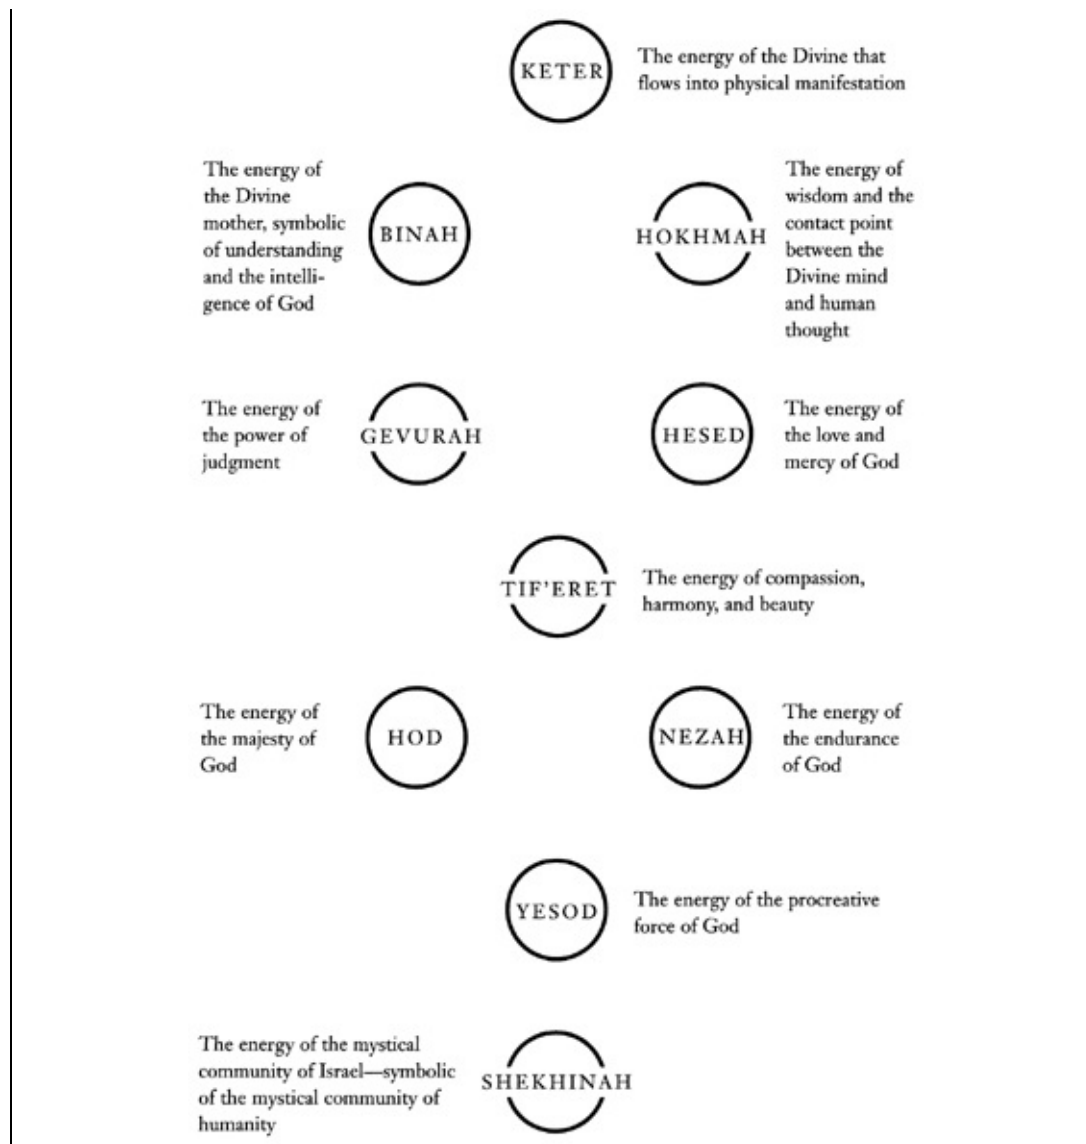 KETER
The energy of the Divine that
flows into physical manifestation
The energy of
the Divine
mother, symbolic
of understanding
and the intelli-
gence of God
BINAH
HOKHMAH
The energy of
wisdom and the
contact point
between the
Divine mind
and human
thought
The energy of
the power of
judgment
GEVURAH
HESED
The energy of
the love and
mercy of God
TIF'ERET
The energy of compassion,
harmony, and beauty
The energy of
the majesty of
God
HOD
NEZAH
The energy of
the endurance
of God
YESOD
The energy of the procreative
force of God
The energy of the mystical
community of Israel—symbolic
of the mystical community of
humanity
SHEKHINAH